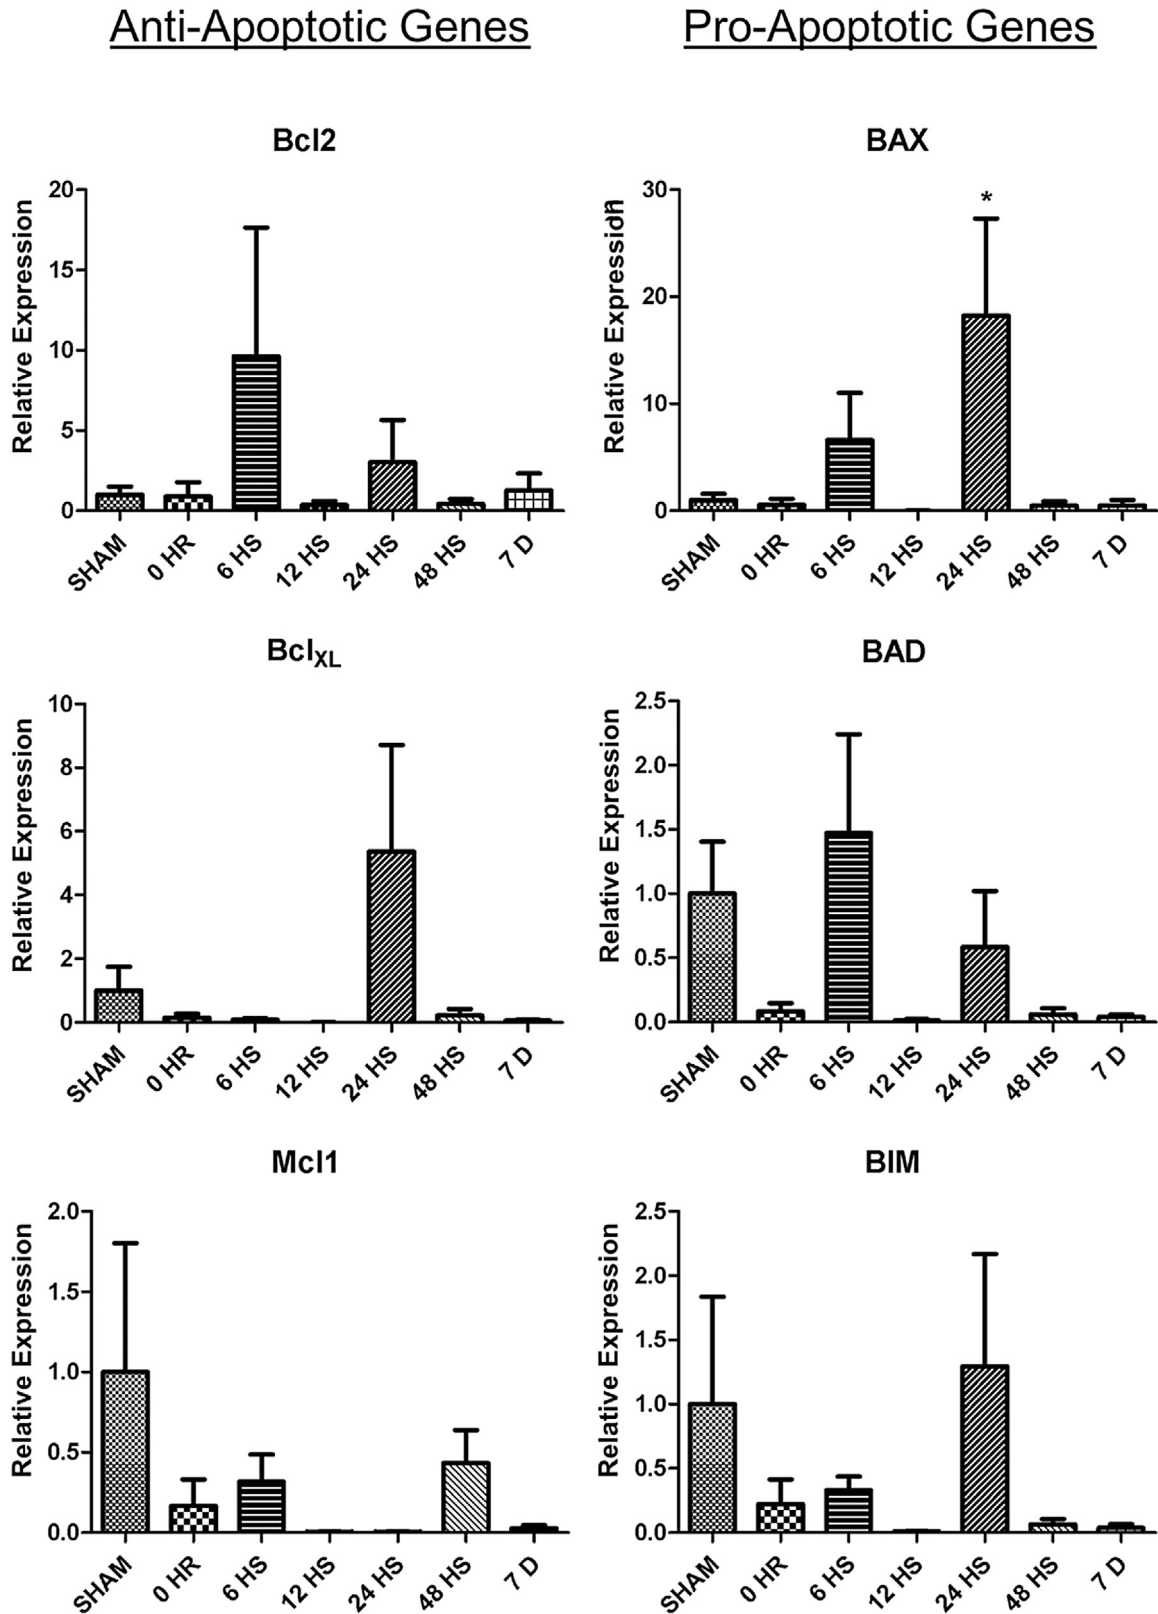 Anti-Apoptotic Genes
Pro-Apoptotic Genes
Bcl2
Relative Expression
20
15
10
5
0
SHAM
0 HR
6 HS
12 HS
24 HS
48 HS
7 D
BAX
Relative Expression
30
20
10
0
*
SHAM
0 HR
6 HS
12 HS
24 HS
48 HS
7 D
BclXL
Relative Expression
10
8
6
4
2
0
SHAM
0 HR
6 HS
12 HS
24 HS
48 HS
7 D
BAD
Relative Expression
2.5
2.0
1.5
1.0
0.5
0.0
SHAM
0 HR
6 HS
12 HS
24 HS
48 HS
7 D
Mcl1
Relative Expression
2.0
1.5
1.0
0.5
0.0
SHAM
0 HR
6 HS
12 HS
24 HS
48 HS
7 D
BIM
Relative Expression
2.5
2.0
1.5
1.0
0.5
0.0
SHAM
0 HR
6 HS
12 HS
24 HS
48 HS
7 D